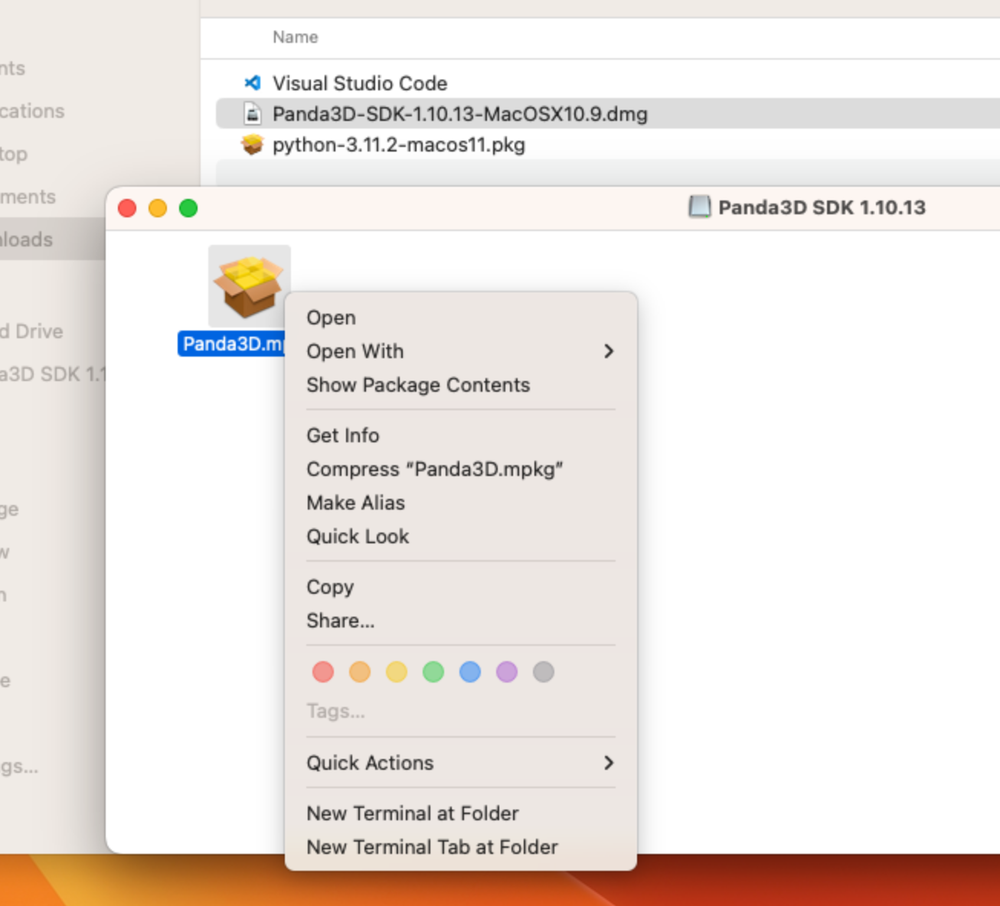 Name
Visual Studio Code
Panda3D-SDK-1.10.13-MacOSX10.9.dmg
python-3.11.2-macos11.pkg
nts
cations
top
ments
loads
d Drive
a3D SDK 1.1
ge
w
n
e
gs...
Panda3D SDK 1.10.13
Panda3D.m
Open
Open With
Show Package Contents
Get Info
Compress “Panda3D.mpkg”
Make Alias
Quick Look
Copy
Share...
Tags...
Quick Actions
New Terminal at Folder
New Terminal Tab at Folder